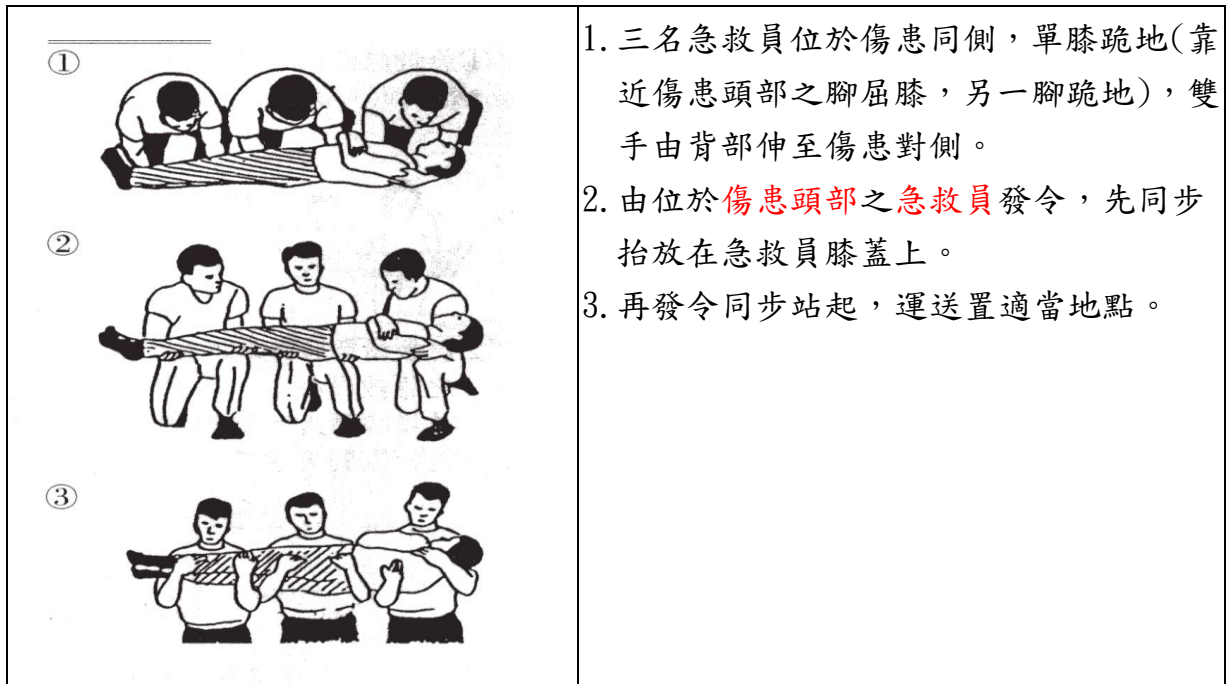 ①
②
③
1.三名急救員位於傷患同側，單膝跪地(靠
近傷患頭部之腳屈膝，另一腳跪地)，雙
手由背部伸至傷患對側。
2.由位於傷患頭部之急救員發令，先同步
抬放在急救員膝蓋上。
3.再發令同步站起，運送置適當地點。